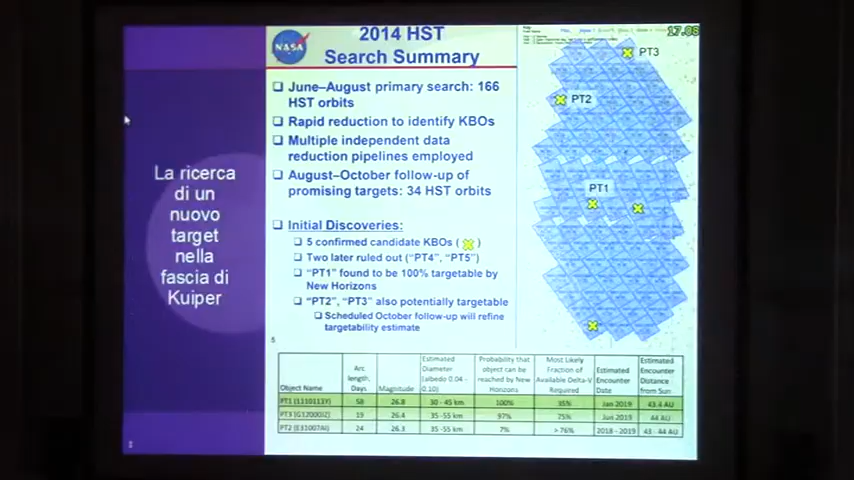 La ricerca
di un
nuovo
target
nella
fascia di
Kuiper
NASA
2014 HST
Search Summary
June–August primary search: 166
HST orbits
Rapid reduction to identify KBOs
Multiple independent data
reduction pipelines employed
August–October follow-up of
promising targets: 34 HST orbits
Initial Discoveries:
5 confirmed candidate KBOs ( )
Two later ruled out ("PT4", "PT5")
"PT1" found to be 100% targetable by
New Horizons
"PT2", "PT3" also potentially targetable
Scheduled October follow-up will refine
targetability estimate
5
17.08
PT3
PT2
PT1
Object Name
Arc length, Days
Magnitude
Estimated Diameter (albedo 0.04 - 0.10)
Probability that object can be reached by New Horizons
Most Likely Fraction of Available Delta-V Required
Estimated Encounter Date
Estimated Encounter Distance from Sun
PT1 (1110113Y) 58 26.8 30 - 45 km 100% 35% Jan 2019 43.4 AU
PT3 19 26.4 35-55 km 97% 75% Jun 2019 44 AU
PT2 24 26.3 35-55 km 7% > 76% 2018 - 2019 43 - 44 AU